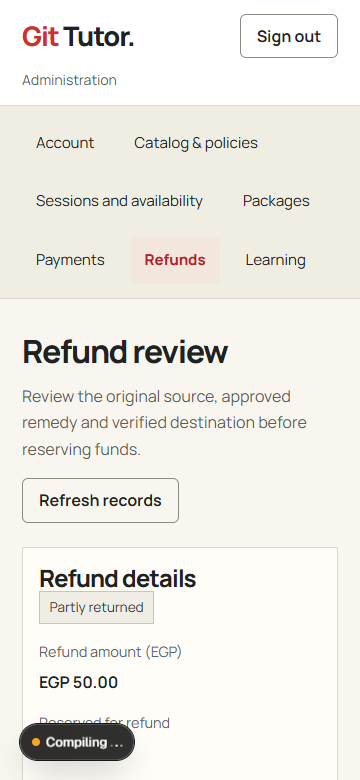 Git Tutor.
Sign out
Administration
Account
Catalog & policies
Sessions and availability
Packages
Payments
Refunds
Learning
Refund review
Review the original source, approved
remedy and verified destination before
reserving funds.
Refresh records
Refund details
Partly returned
Refund amount (EGP)
EGP 50.00
Reserved for refund
Compiling ...